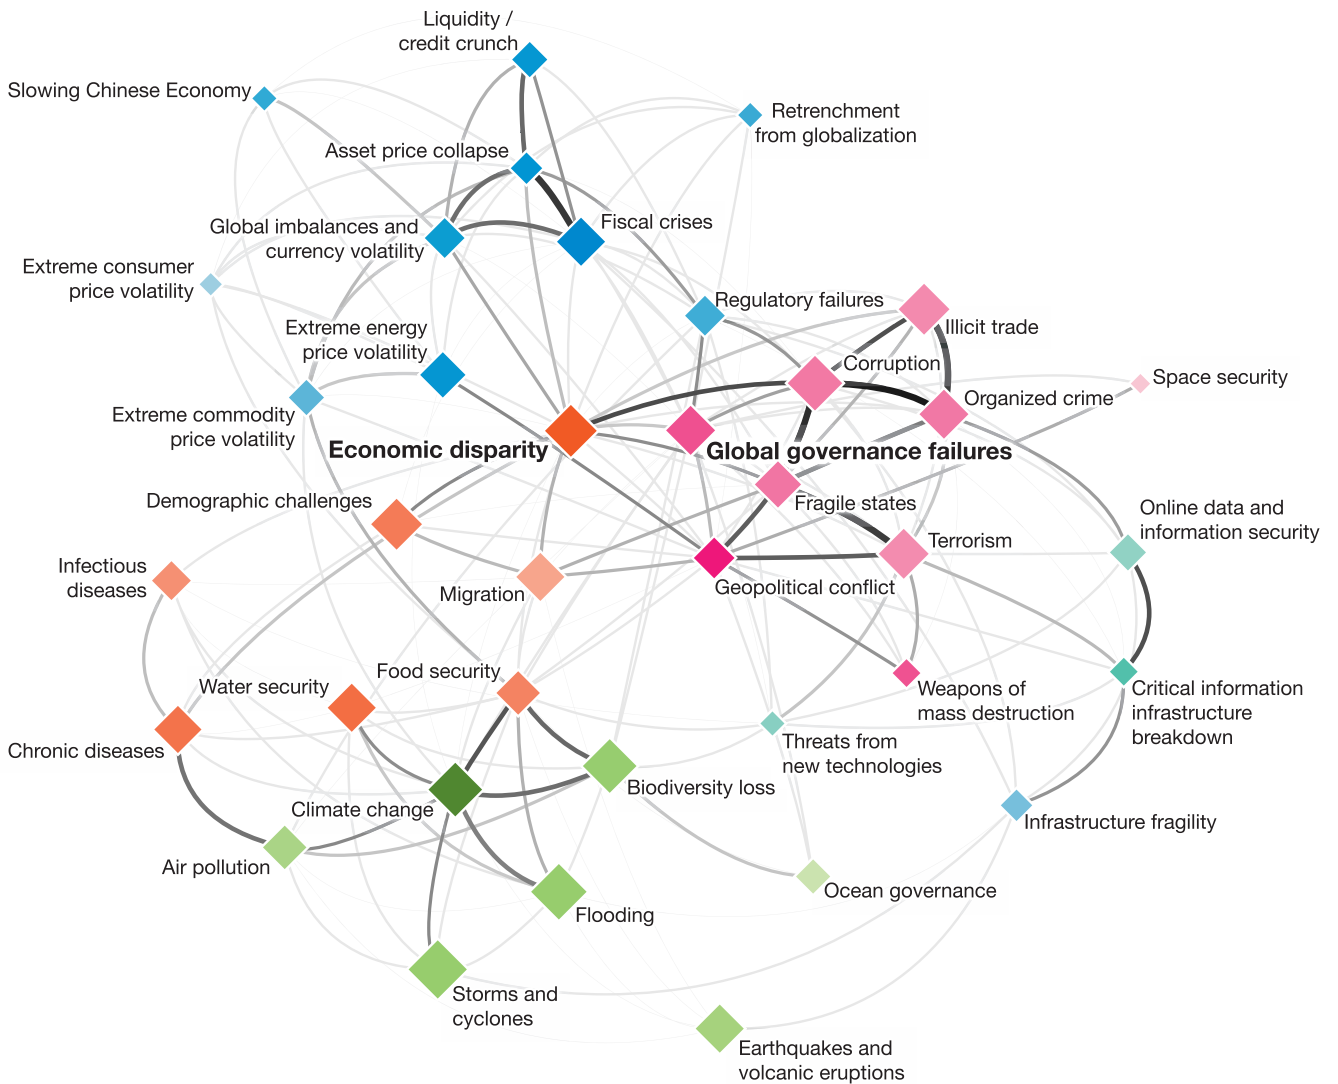 Liquidity /
credit crunch
Slowing Chinese Economy
Retrenchment
from globalization
Asset price collapse
Fiscal crises
Global imbalances and
currency volatility
Extreme consumer
price volatility
Regulatory failures
Illicit trade
Extreme energy
price volatility
Corruption
Space security
Organized crime
Extreme commodity
price volatility
Economic disparity
Global governance failures
Demographic challenges
Fragile states
Online data and
information security
Terrorism
Infectious
diseases
Migration
Geopolitical conflict
Food security
Water security
Weapons of
mass destruction
Critical information
infrastructure
breakdown
Chronic diseases
Threats from
new technologies
Biodiversity loss
Climate change
Infrastructure fragility
Air pollution
Ocean governance
Flooding
Storms and
cyclones
Earthquakes and
volcanic eruptions